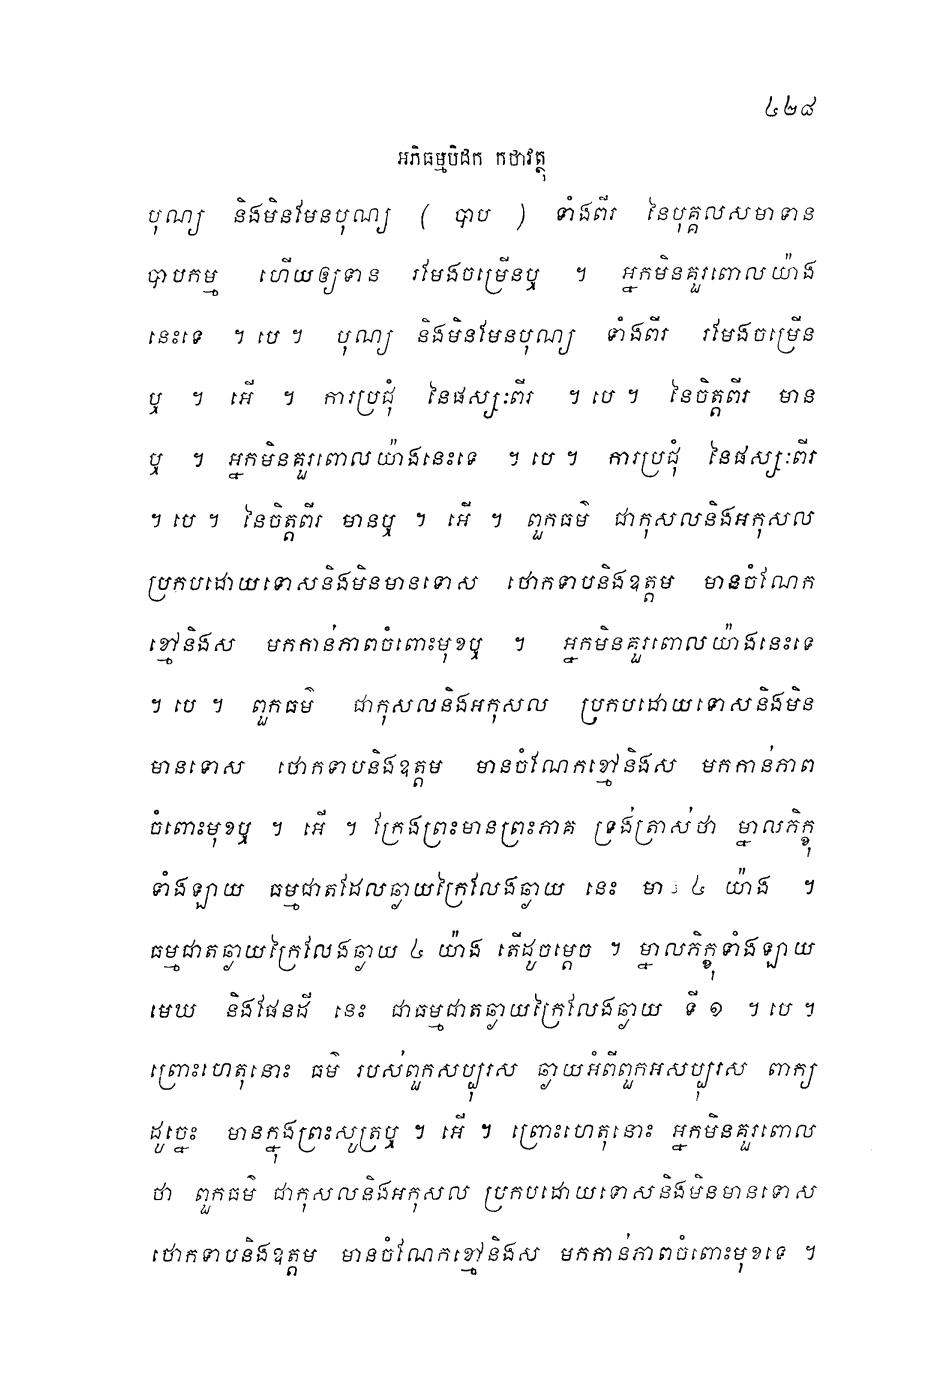 ៤២៨
អភិធម្មបិដក កថាវត្ថុ
បុណ្យ និងមិនមែនបុណ្យ ( បាប ) ទាំងពីរ នៃបុគ្គលសមាទាន
បាបកម្ម ហើយឲ្យទាន រមែងចម្រើនឬ ។ អ្នកមិនគួរពោលយ៉ាង
នេះទេ ។ បេ ។ បុណ្យ និងមិនមែនបុណ្យ ទាំងពីរ រមែងចម្រើន
ឬ ។ អើ ។ ការប្រជុំ នៃផស្សៈពីរ ។ បេ ។ នៃចិត្តពីរ មាន
ឬ ។ អ្នកមិនគួរពោលយ៉ាងនេះទេ ។ បេ ។ ការប្រជុំ នៃផស្សៈពីរ
។ បេ ។ នៃចិត្តពីរ មានឬ ។ អើ ។ ពួកធម៌ ជាកុសលនិងអកុសល
ប្រកបដោយទោសនិងមិនមានទោស ថោកទាបនិងឧត្តម មានចំណែក
ខ្មៅនិងស មកកាន់ភាពចំពោះមុខឬ ។ អ្នកមិនគួរពោលយ៉ាងនេះទេ
។ បេ ។ ពួកធម៌ ជាកុសលនិងអកុសល ប្រកបដោយទោសនិងមិន
មានទោស ថោកទាបនិងឧត្តម មានចំណែកខ្មៅនិងស មកកាន់ភាព
ចំពោះមុខឬ ។ អើ ។ ក្រែងព្រះមានព្រះភាគ ទ្រង់ត្រាស់ថា ម្នាលភិក្ខុ
ទាំងឡាយ ធម្មជាតដែលឆ្ងាយក្រៃលែងឆ្ងាយ នេះ មាន ៤ យ៉ាង ។
ធម្មជាតឆ្ងាយក្រៃលែងឆ្ងាយ ៤ យ៉ាង តើដូចម្តេច ។ ម្នាលភិក្ខុទាំងឡាយ
មេឃ និងផែនដី នេះ ជាធម្មជាតឆ្ងាយក្រៃលែងឆ្ងាយ ទី ១ ។ បេ ។
ព្រោះហេតុនោះ ធម៌ របស់ពួកសប្បុរស ឆ្ងាយអំពីពួកអសប្បុរស ពាក្យ
ដូច្នេះ មានក្នុងព្រះសូត្រឬ ។ អើ ។ ព្រោះហេតុនោះ អ្នកមិនគួរពោល
ថា ពួកធម៌ ជាកុសលនិងអកុសល ប្រកបដោយទោសនិងមិនមានទោស
ថោកទាបនិងឧត្តម មានចំណែកខ្មៅនិងស មកកាន់ភាពចំពោះមុខទេ ។